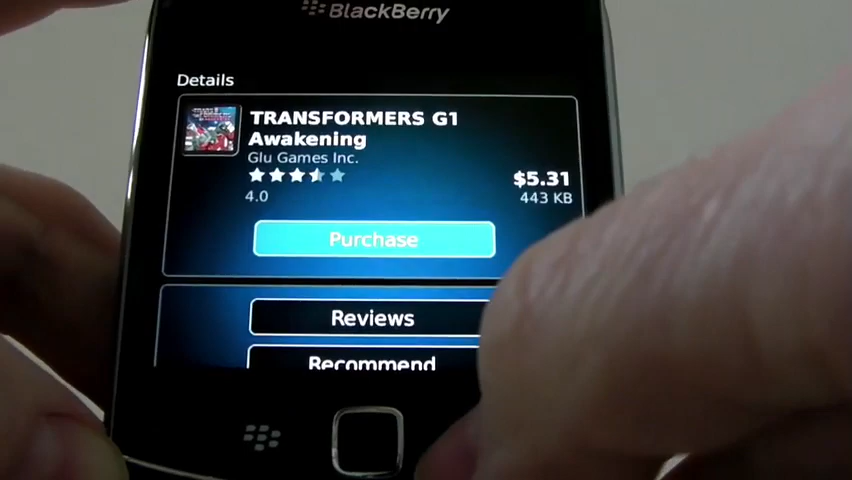 BlackBerry
Details
TRANSFORMERS G1
Awakening
Glu Games Inc.
$5.31
4.0
443 KB
Purchase
Reviews
Recommend